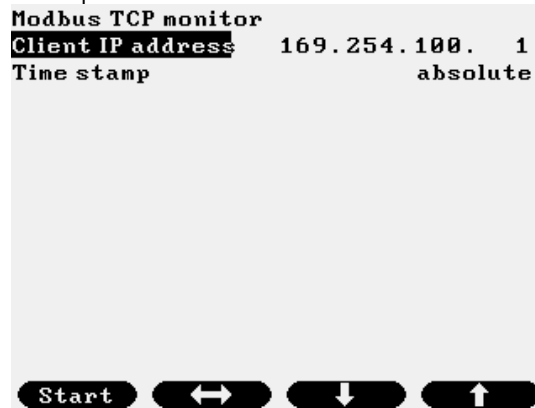 Modbus TCP monitor
Client IP address 169.254.100. 1
Time stamp absolute
Start